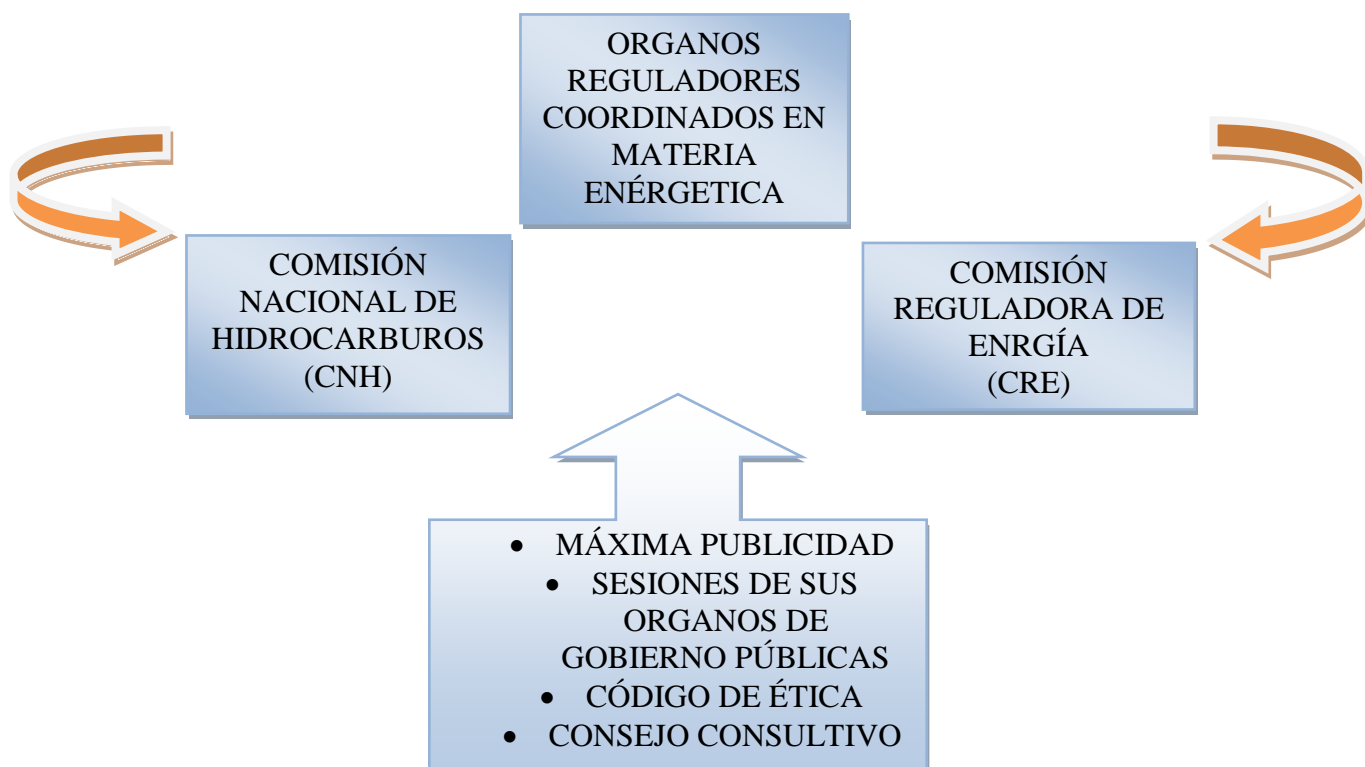 ORGANOS
REGULADORES
COORDINADOS EN
MATERIA
ENÉRGETICA
COMISIÓN
NACIONAL DE
HIDROCARBUROS
(CNH)
COMISIÓN
REGULADORA DE
ENRGÍA
(CRE)
• MÁXIMA PUBLICIDAD
• SESIONES DE SUS
ORGANOS DE
GOBIERNO PÚBLICAS
• CÓDIGO DE ÉTICA
• CONSEJO CONSULTIVO